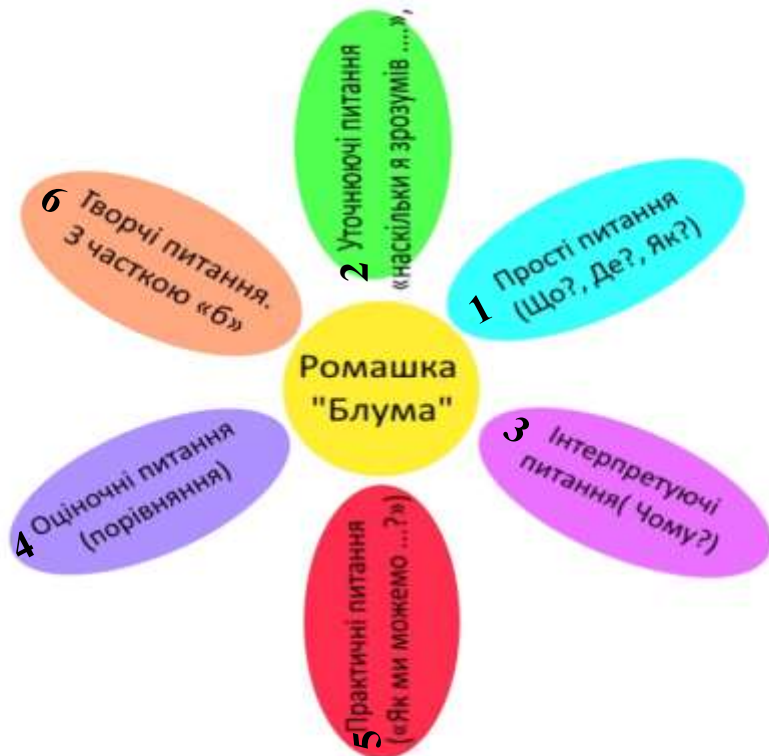 Ромашка
"Блума"
1 Прості питання
(Що?, Де?, Як?)
2 Уточнюючі питання
«наскільки я зрозумів ....»,
3 Інтерпретуючі
питання( Чому?)
4 Оціночні питання
(порівняння)
5 Практичні питання
(«Як ми можемо ...?»)
6 Творчі питання.
З часткою «б»